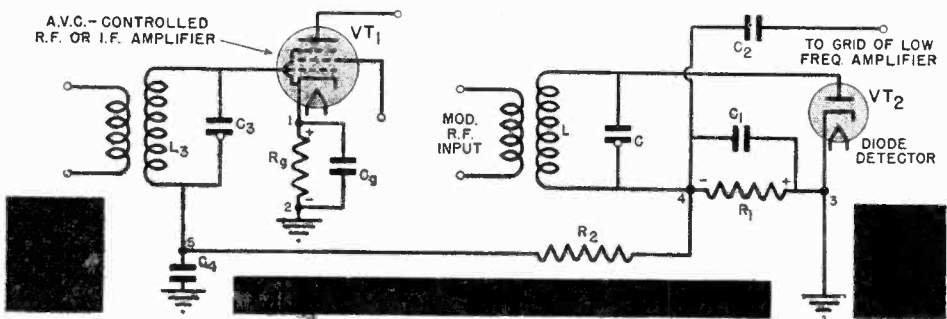 A.V.C.-CONTROLLED
R.F. OR I.F. AMPLIFIER
VT1
C3
L3
1
+
Rg
Cg
-
2
5
C4
R2
MOD.
R.F.
INPUT
L
C
C2
TO GRID OF LOW
FREQ. AMPLIFIER
VT2
C1
DIODE
DETECTOR
-
+
4
R1
3